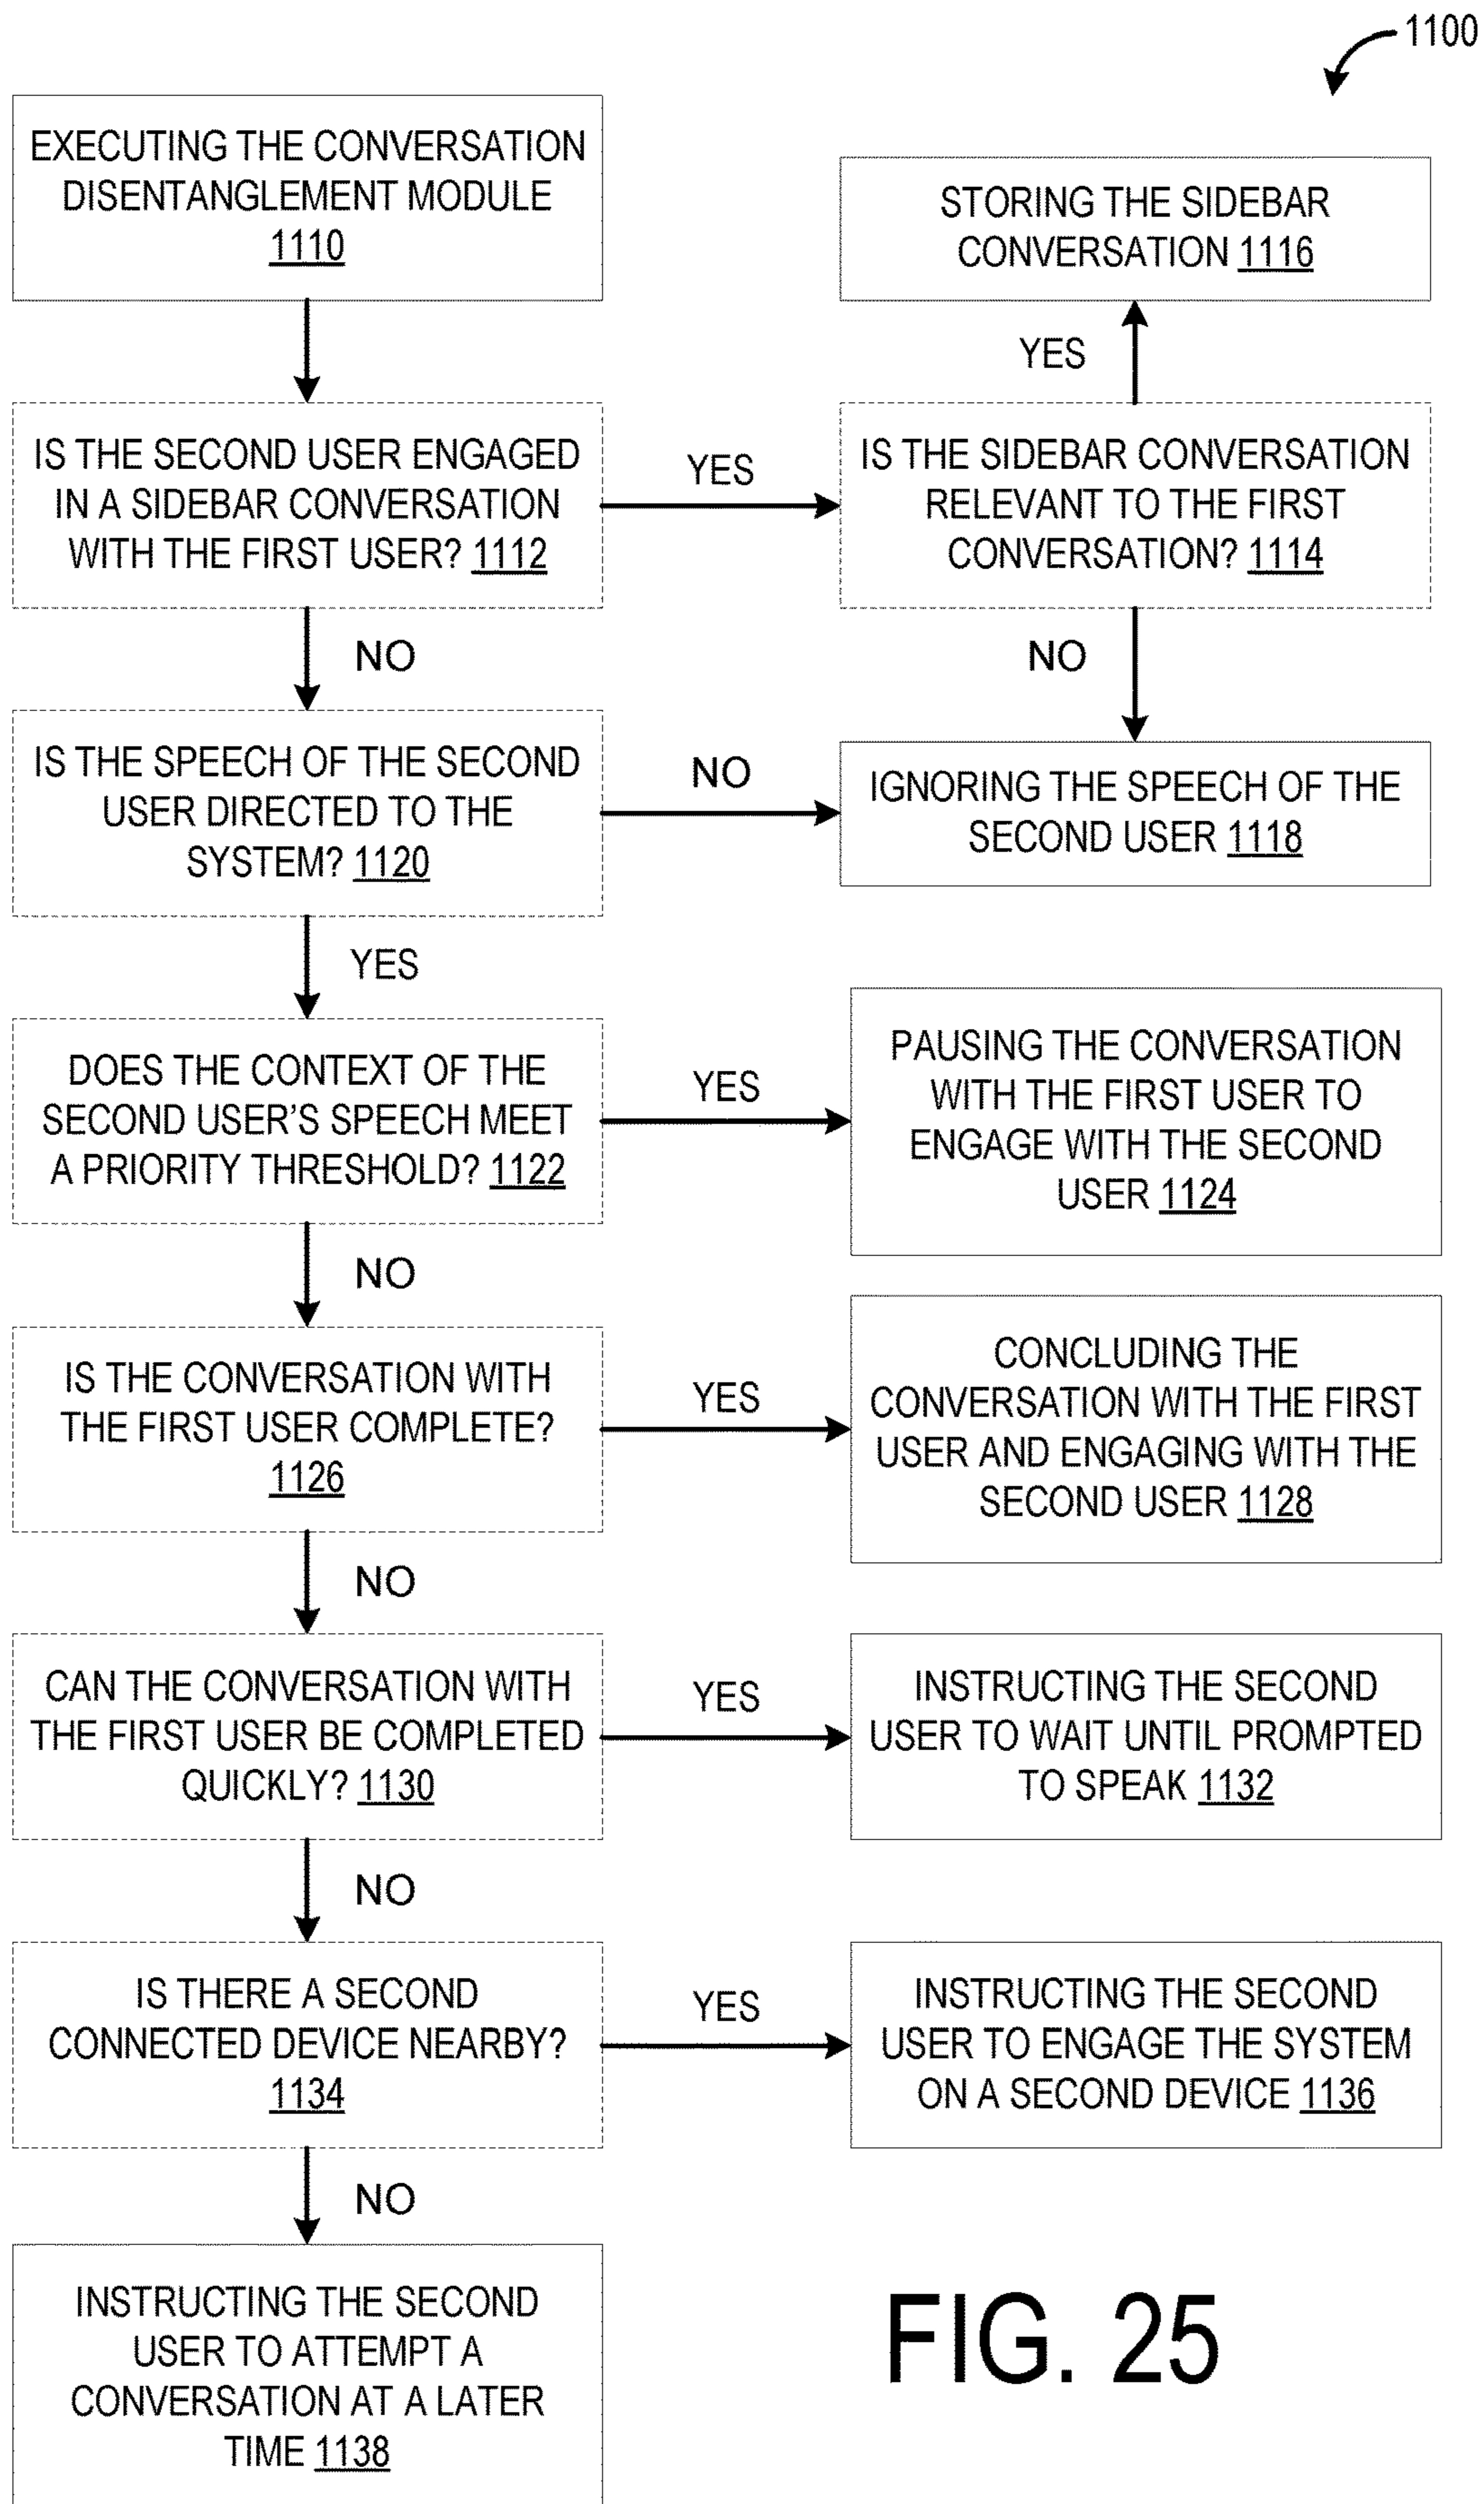 1100
EXECUTING THE CONVERSATION
DISENTANGLEMENT MODULE
1110
STORING THE SIDEBAR
CONVERSATION 1116
YES
IS THE SECOND USER ENGAGED
IN A SIDEBAR CONVERSATION
WITH THE FIRST USER? 1112
YES
IS THE SIDEBAR CONVERSATION
RELEVANT TO THE FIRST
CONVERSATION? 1114
NO
NO
IS THE SPEECH OF THE SECOND
USER DIRECTED TO THE
SYSTEM? 1120
NO
IGNORING THE SPEECH OF THE
SECOND USER 1118
YES
DOES THE CONTEXT OF THE
SECOND USER'S SPEECH MEET
A PRIORITY THRESHOLD? 1122
YES
PAUSING THE CONVERSATION
WITH THE FIRST USER TO
ENGAGE WITH THE SECOND
USER 1124
NO
IS THE CONVERSATION WITH
THE FIRST USER COMPLETE?
1126
YES
CONCLUDING THE
CONVERSATION WITH THE FIRST
USER AND ENGAGING WITH THE
SECOND USER 1128
NO
CAN THE CONVERSATION WITH
THE FIRST USER BE COMPLETED
QUICKLY? 1130
YES
INSTRUCTING THE SECOND
USER TO WAIT UNTIL PROMPTED
TO SPEAK 1132
NO
IS THERE A SECOND
CONNECTED DEVICE NEARBY?
1134
YES
INSTRUCTING THE SECOND
USER TO ENGAGE THE SYSTEM
ON A SECOND DEVICE 1136
NO
INSTRUCTING THE SECOND
USER TO ATTEMPT A
CONVERSATION AT A LATER
TIME 1138
FIG. 25